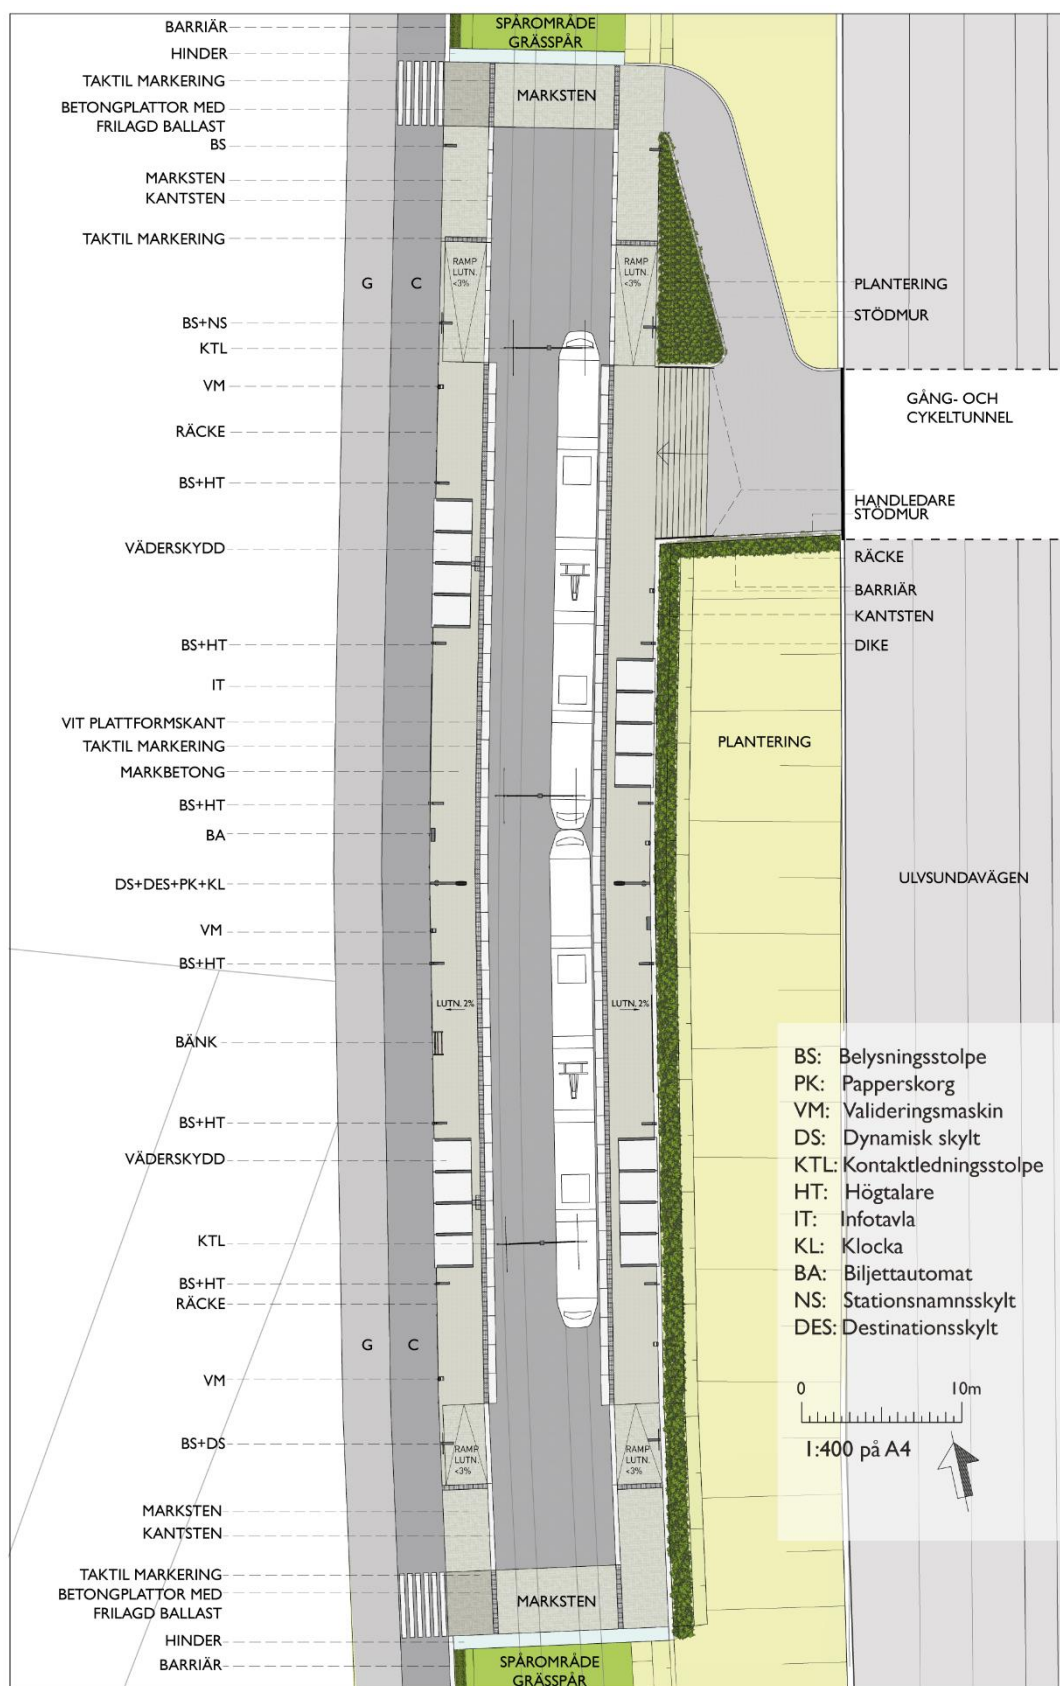 BARRIÄR
HINDER
TAKTIL MARKERING
BETONGPLATTOR MED
FRILAGD BALLAST
BS
MARKSTEN
KANTSTEN
TAKTIL MARKERING
BS+NS
KTL
VM
RÄCKE
BS+HT
VÄDERSKYDD
BS+HT
IT
VIT PLATTFORMSKANT
TAKTIL MARKERING
MARKBETONG
BS+HT
BA
DS+DES+PK+KL
VM
BS+HT
BÄNK
BS+HT
VÄDERSKYDD
KTL
BS+HT
RÄCKE
VM
BS+DS
MARKSTEN
KANTSTEN
TAKTIL MARKERING
BETONGPLATTOR MED
FRILAGD BALLAST
HINDER
BARRIÄR
G C
G C
SPÅROMRÅDE
GRÄSSPÅR
MARKSTEN
RAMP
LUTN.
<3%
RAMP
LUTN.
<3%
LUTN. 2%
LUTN. 2%
RAMP
LUTN.
<3%
RAMP
LUTN.
<3%
MARKSTEN
SPÅROMRÅDE
GRÄSSPÅR
PLANTERING
STÖDMUR
GÅNG- OCH
CYKELTUNNEL
HANDLEDARE
STÖDMUR
RÄCKE
BARRIÄR
KANTSTEN
DIKE
PLANTERING
ULVSUNDAVÄGEN
BS: Belysningsstolpe
PK: Papperskorg
VM: Valideringsmaskin
DS: Dynamisk skylt
KTL: Kontaktledningsstolpe
HT: Högtalare
IT: Infotavla
KL: Klocka
BA: Biljettautomat
NS: Stationsnamnsskylt
DES: Destinationsskylt
0 10m
1:400 på A4